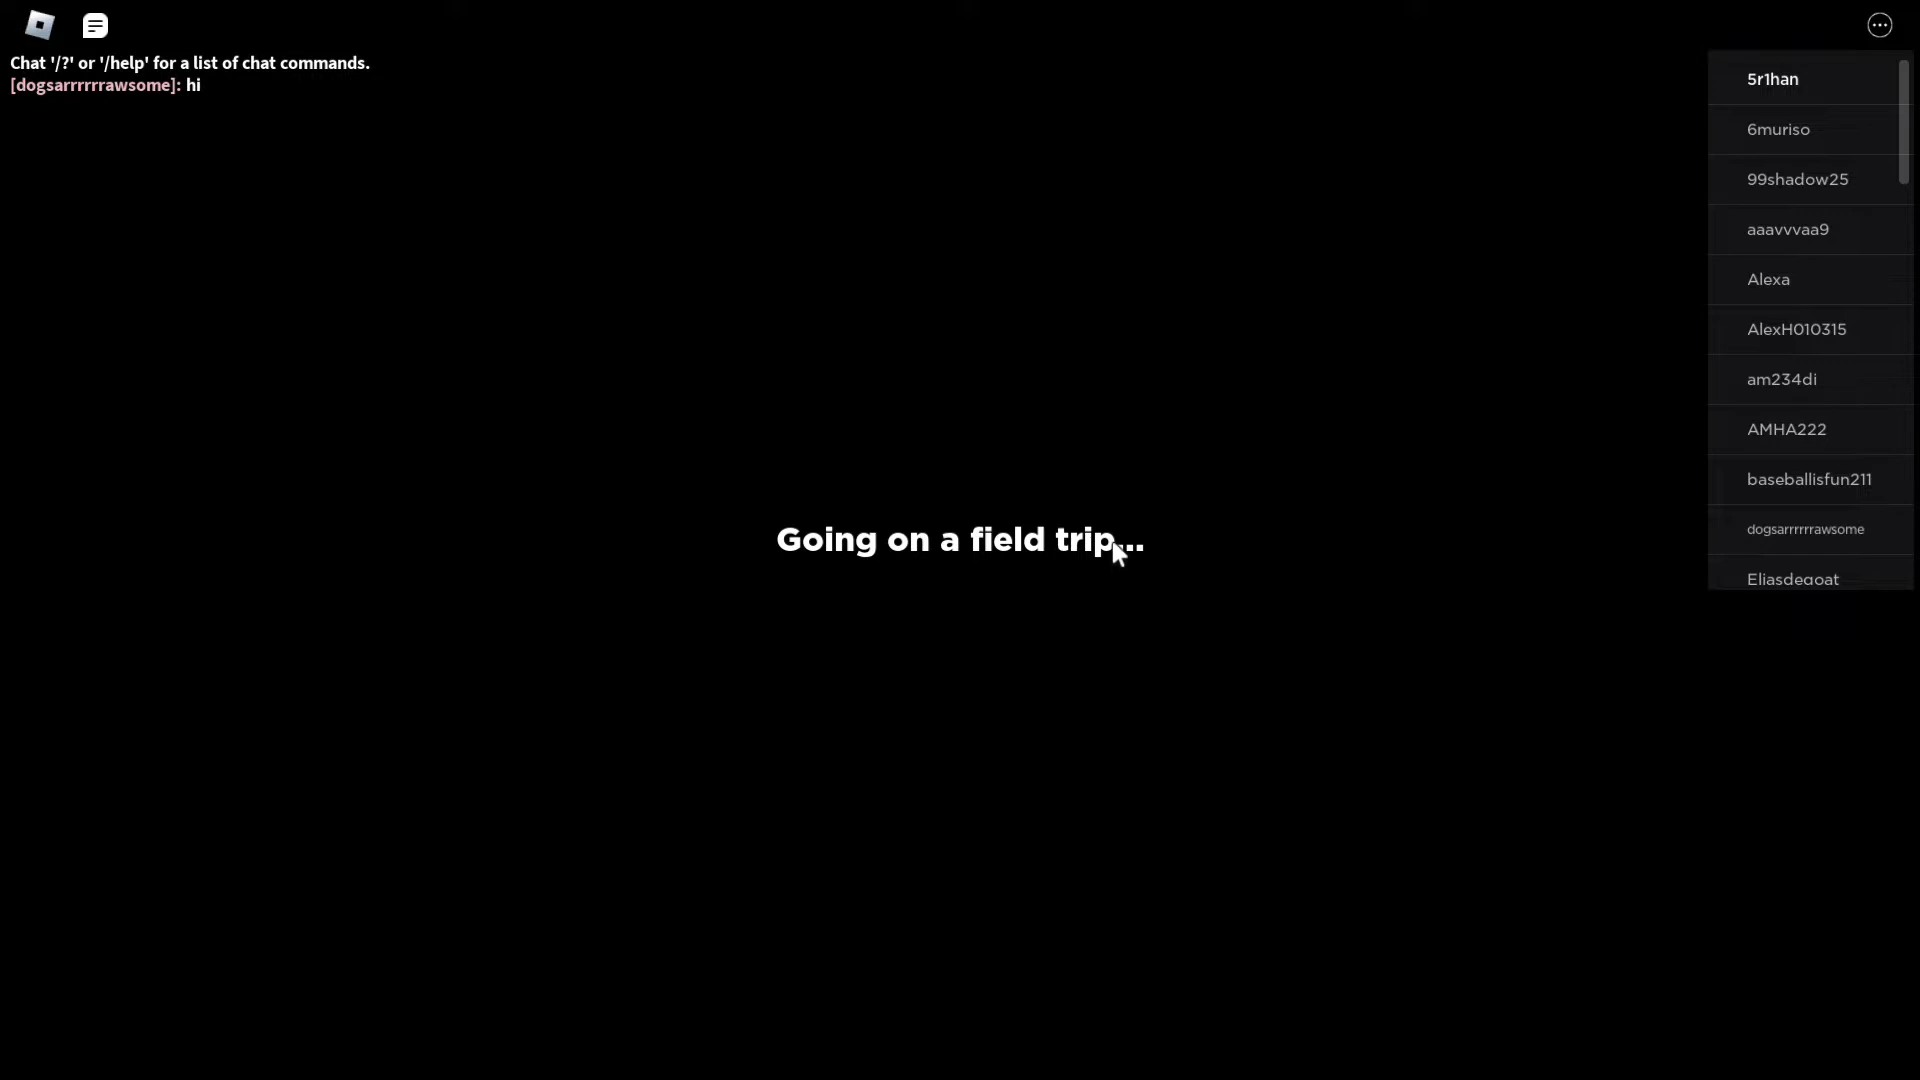 Chat '/?' or '/help' for a list of chat commands.
[dogsarrrrrrawsome]: hi
5r1han
6muriso
99shadow25
aaavvvaa9
Alexa
AlexH010315
am234di
AMHA222
baseballisfun211
dogsarrrrrrawsome
Eliasdegoat
Going on a field trip...